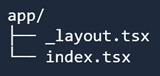 app/
├── _layout.tsx
└── index.tsx